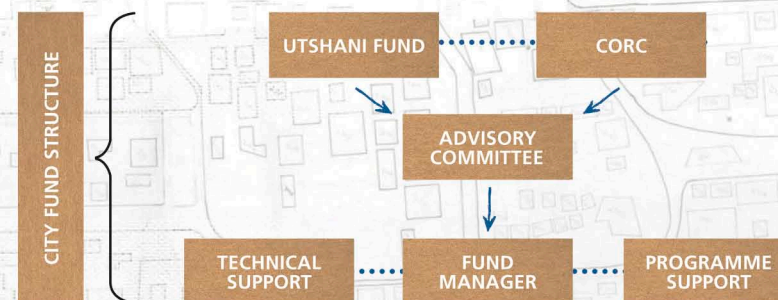 CITY FUND STRUCTURE
UTSHANI FUND
CORC
ADVISORY
COMMITTEE
TECHNICAL
SUPPORT
FUND
MANAGER
PROGRAMME
SUPPORT